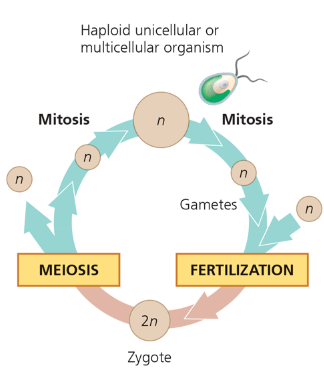 Haploid unicellular or
multicellular organism
Mitosis
n
Mitosis
n
n
n
Gametes
n
MEIOSIS
FERTILIZATION
2n
Zygote